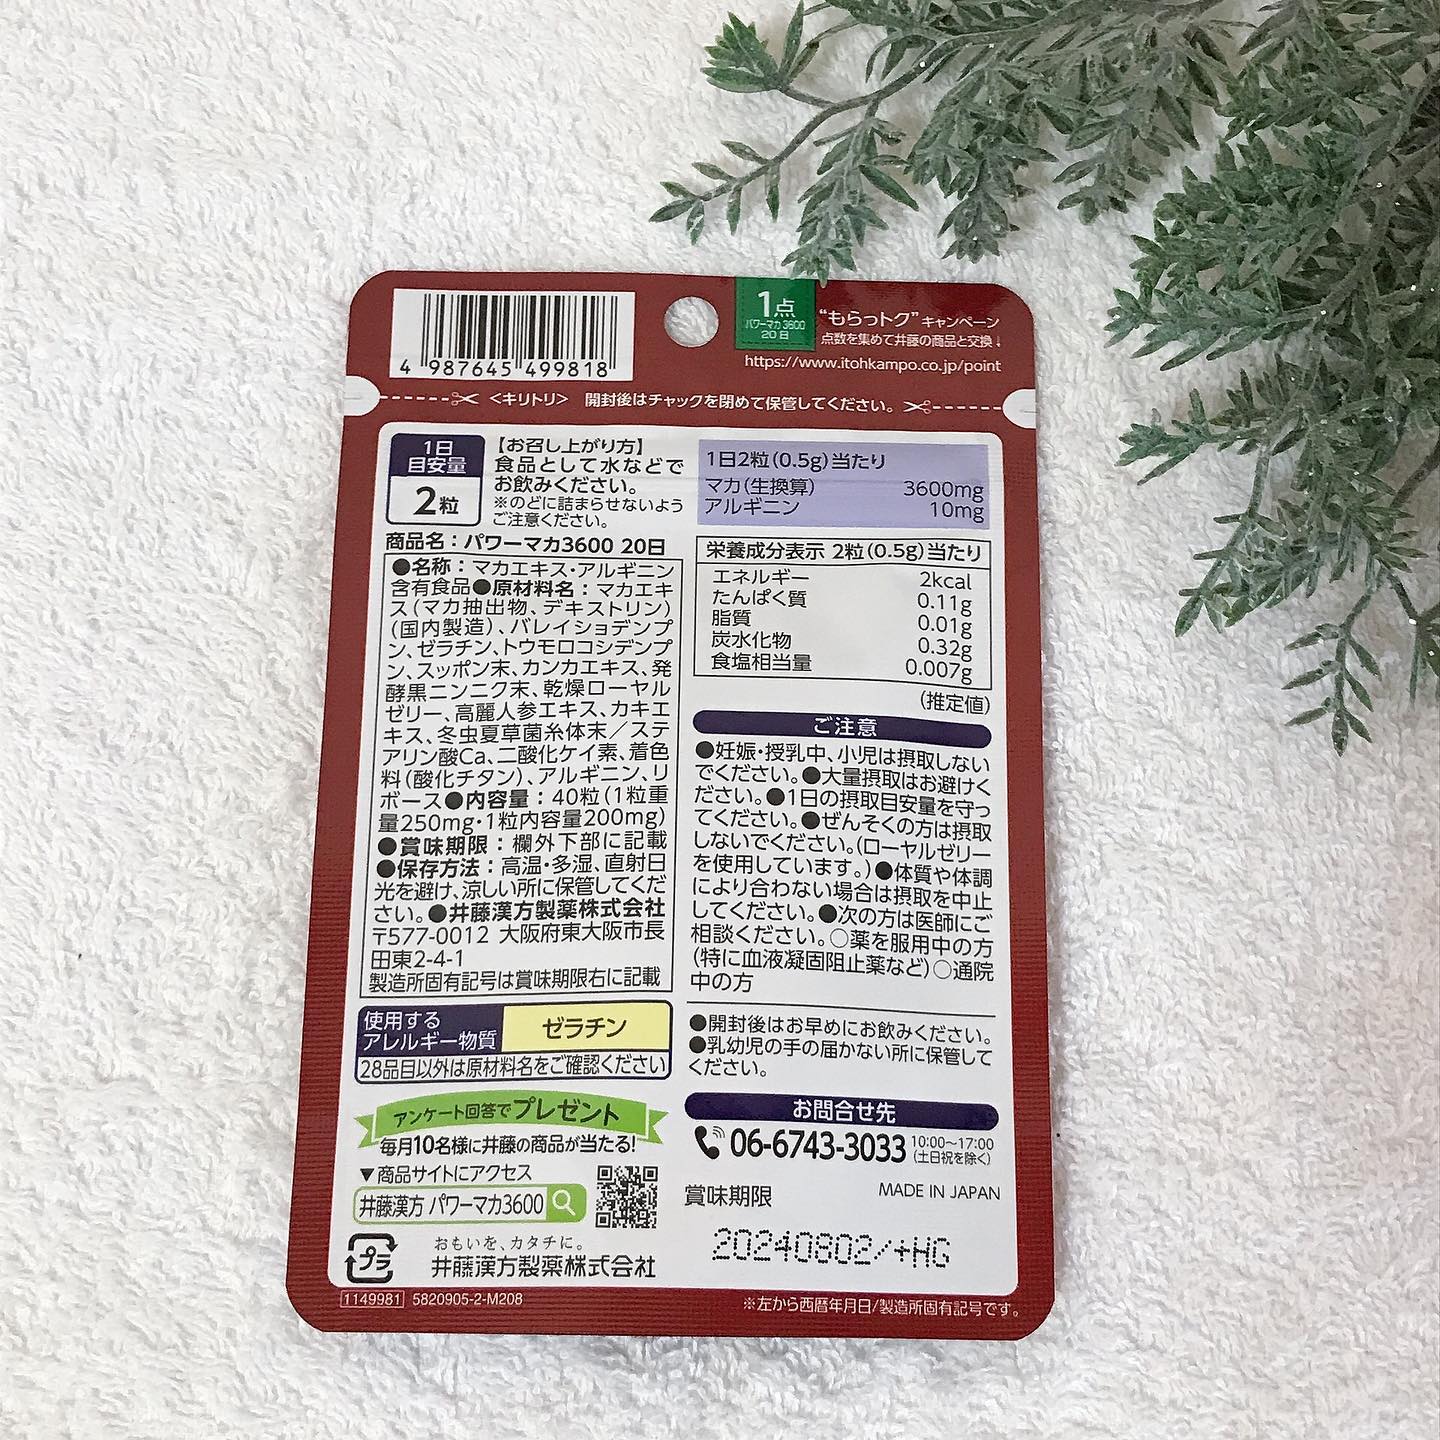 4 987645 499818
1点
パワーマカ3600
20日
“もらっトク”キャンペーン
点数を集めて井藤の商品と交換!
https://www.itohkampo.co.jp/point
<キリトリ> 開封後はチャックを閉めて保管してください。
1日
目安量
2粒
【お召し上がり方】
食品として水などで
お飲みください。
※のどに詰まらせないよう
ご注意ください。
商品名:パワーマカ3600 20日
●名称:マカエキス・アルギニン
含有食品●原材料名:マカエキ
ス(マカ抽出物、デキストリン)
(国内製造)、バレイショデンプ
ン、ゼラチン、トウモロコシデンプ
ン、スッポン末、カンカエキス、発
酵黒ニンニク末、乾燥ローヤル
ゼリー、高麗人参エキス、カキエ
キス、冬虫夏草菌糸体末/ステ
アリン酸Ca、二酸化ケイ素、着色
料(酸化チタン)、アルギニン、リ
ボース●内容量:40粒(1粒重
量250mg・1粒内容量200mg)
●賞味期限:欄外下部に記載
●保存方法:高温・多湿、直射日
光を避け、涼しい所に保管してくだ
さい。●井藤漢方製薬株式会社
〒577-0012 大阪府東大阪市長
田東2-4-1
製造所固有記号は賞味期限右に記載
使用する
アレルギー物質
ゼラチン
28品目以外は原材料名をご確認ください
アンケート回答でプレゼント
毎月10名様に井藤の商品が当たる!
▼商品サイトにアクセス
井藤漢方 パワーマカ3600
プラ
おもいを、カタチに。
井藤漢方製薬株式会社
1149981 5820905-2-M208
1日2粒(0.5g)当たり
マカ(生換算) 3600mg
アルギニン 10mg
栄養成分表示 2粒(0.5g)当たり
エネルギー 2kcal
たんぱく質 0.11g
脂質 0.01g
炭水化物 0.32g
食塩相当量 0.007g
(推定値)
ご注意
●妊娠・授乳中、小児は摂取しない
でください。●大量摂取はお避けく
ださい。●1日の摂取目安量を守っ
てください。●ぜんそくの方は摂取
しないでください。(ローヤルゼリー
を使用しています。)●体質や体調
により合わない場合は摂取を中止
してください。●次の方は医師にご
相談ください。○薬を服用中の方
(特に血液凝固阻止薬など)○通院
中の方
●開封後はお早めにお飲みください。
●乳幼児の手の届かない所に保管して
ください。
お問合せ先
06-6743-3033 10:00〜17:00
(土日祝を除く)
賞味期限 MADE IN JAPAN
20240802/+HG
※左から西暦年月日/製造所固有記号です。